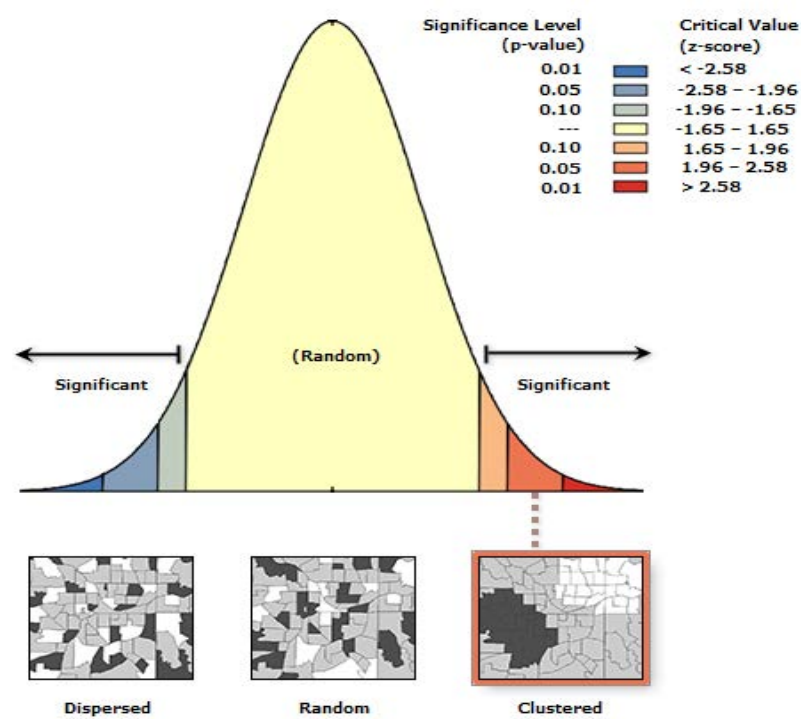 Significance Level Critical Value
(p-value) (z-score)
0.01 < -2.58
0.05 -2.58 – -1.96
0.10 -1.96 – -1.65
--- -1.65 – 1.65
0.10 1.65 – 1.96
0.05 1.96 – 2.58
0.01 > 2.58
(Random)
Significant Significant
Dispersed Random Clustered